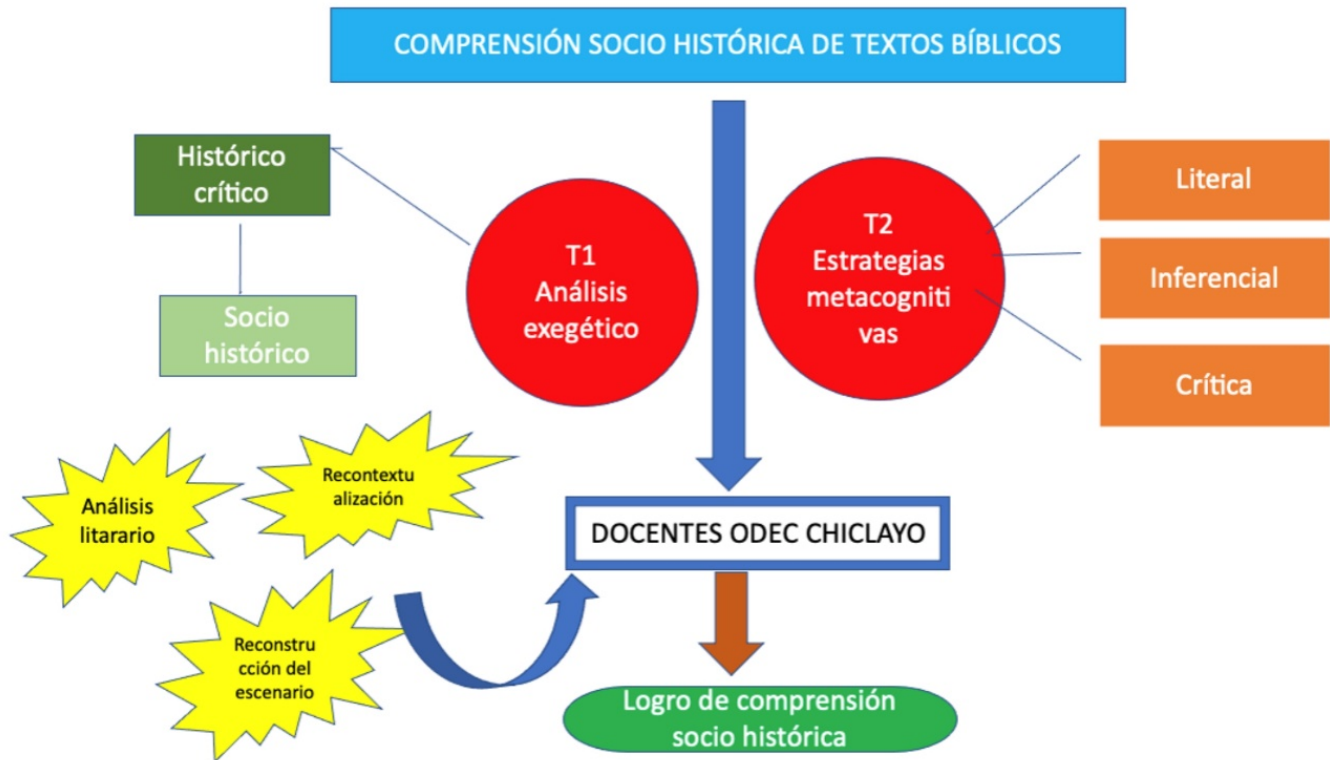 COMPRENSIÓN SOCIO HISTÓRICA DE TEXTOS BÍBLICOS
Histórico
crítico
Socio
histórico
T1
Análisis
exegético
T2
Estrategias
metacogniti
vas
Literal
Inferencial
Crítica
Análisis
litarario
Recontextu
alización
Reconstru
cción del
escenario
DOCENTES ODEC CHICLAYO
Logro de comprensión
socio histórica